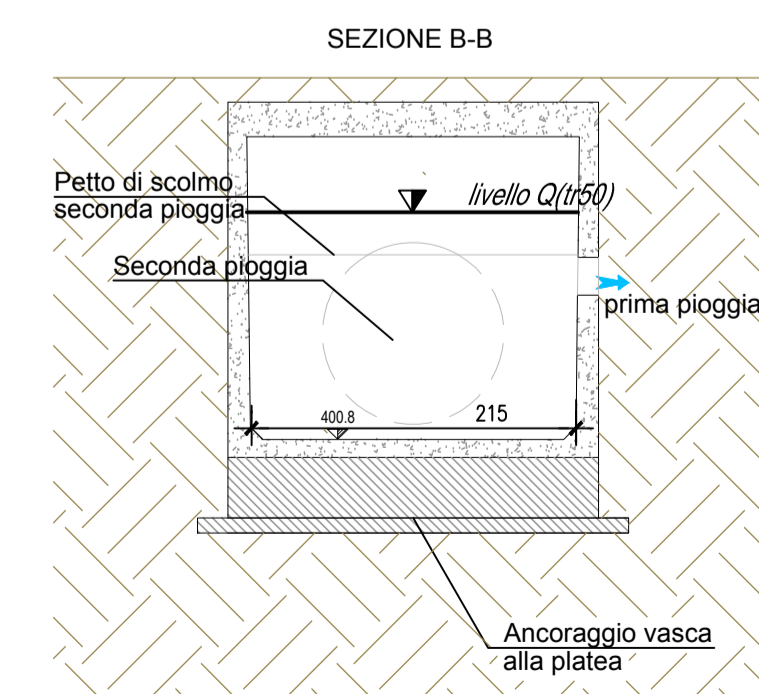 SEZIONE B-B
Petto di scolmo
seconda pioggia
livello Q(tr50)
Seconda pioggia
prima pioggia
400.8
215
Ancoraggio vasca
alla platea